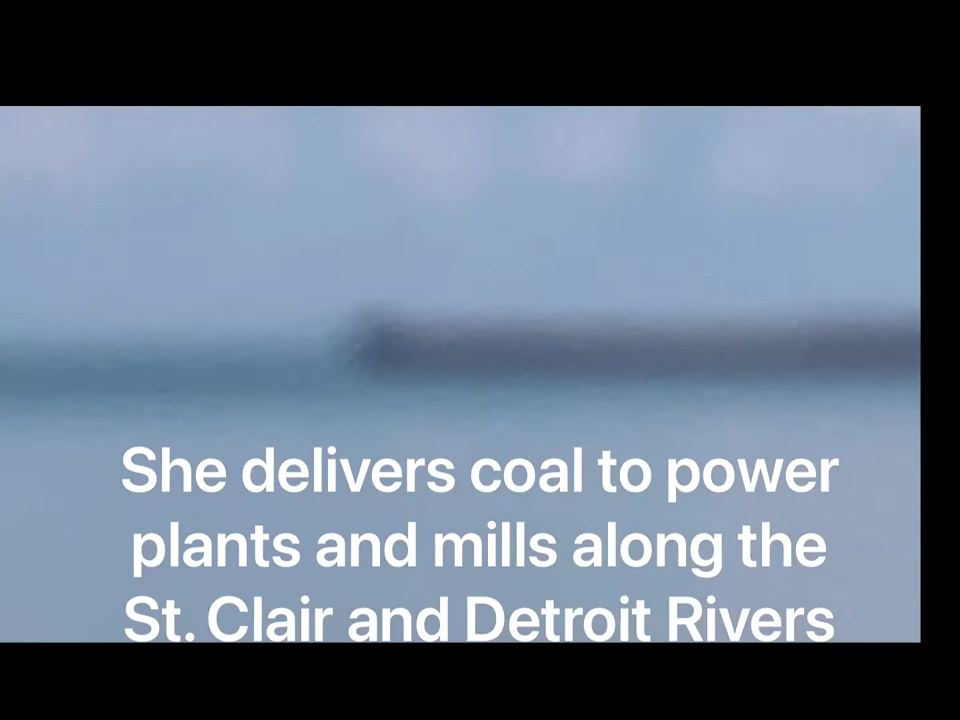 She delivers coal to power
plants and mills along the
St. Clair and Detroit Rivers